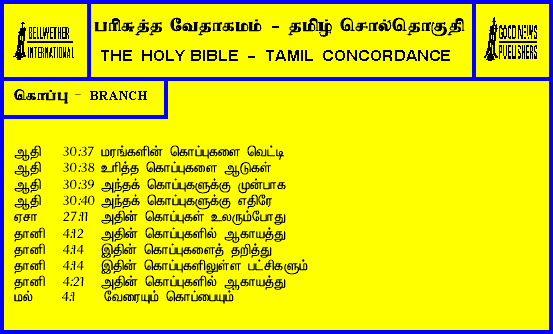 BELLWETHER
INTERNATIONAL
பரிசுத்த வேதாகமம் - தமிழ் சொல்தொகுதி
THE HOLY BIBLE - TAMIL CONCORDANCE
GOOD NEWS
PUBLISHERS
கொப்பு - BRANCH
ஆதி 30:37 மரங்களின் கொப்புகளை வெட்டி
ஆதி 30:38 உரித்த கொப்புகளை ஆடுகள்
ஆதி 30:39 அந்தக் கொப்புகளுக்கு முன்பாக
ஆதி 30:40 அந்தக் கொப்புகளுக்கு எதிரே
ஏசா 27:11 அதின் கொப்புகள் உலரும்போது
தானி 4:12 அதின் கொப்புகளில் ஆகாயத்து
தானி 4:14 இதின் கொப்புகளைத் தறித்து
தானி 4:14 இதின் கொப்புகளிலுள்ள பட்சிகளும்
தானி 4:21 அதின் கொப்புகளில் ஆகாயத்து
மல் 4:1 வேரையும் கொப்பையும்